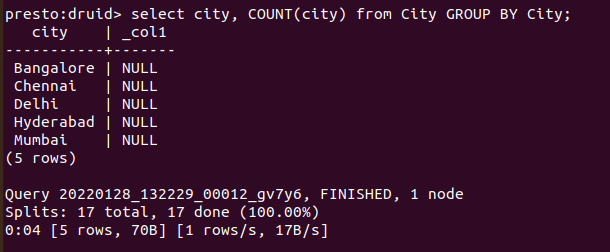 presto:druid> select city, COUNT(city) from City GROUP BY City;
   city    | _col1
-----------+-------
 Bangalore | NULL
 Chennai   | NULL
 Delhi     | NULL
 Hyderabad | NULL
 Mumbai    | NULL
(5 rows)

Query 20220128_132229_00012_gv7y6, FINISHED, 1 node
Splits: 17 total, 17 done (100.00%)
0:04 [5 rows, 70B] [1 rows/s, 17B/s]